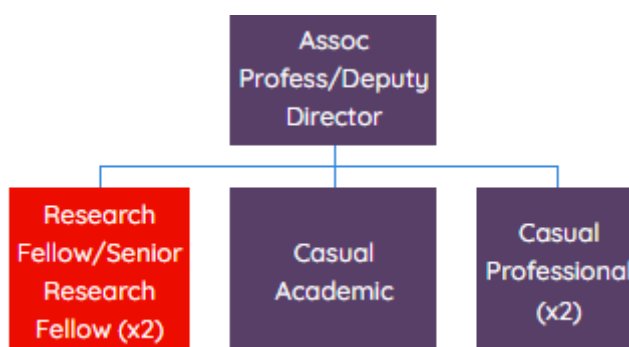 Assoc
Profess/Deputy
Director
Research
Fellow/Senior
Research
Fellow (x2)
Casual
Academic
Casual
Professional
(x2)